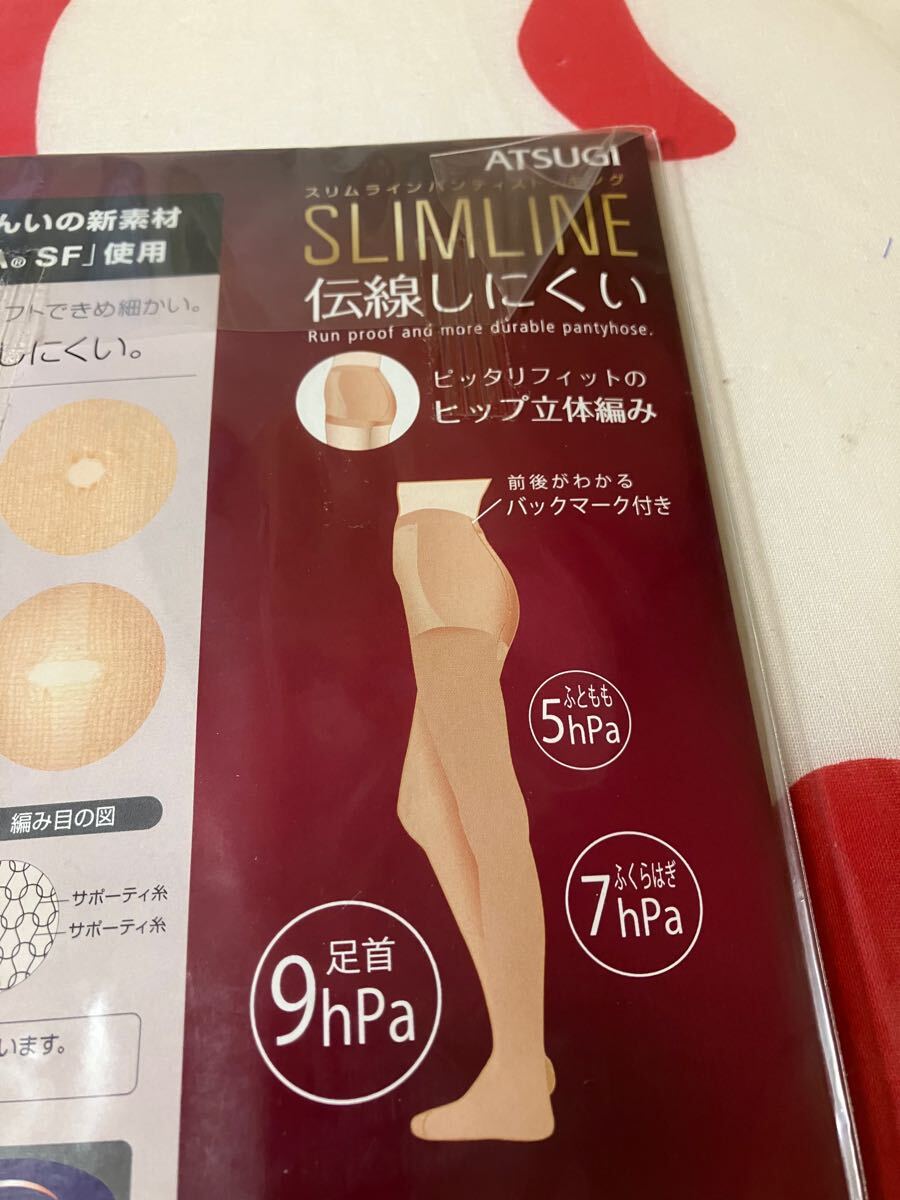 ATSUGI
スリムラインパンティストッキング
SLIMLINE
伝線しにくい
Run proof and more durable pantyhose.
ピッタリフィットの
ヒップ立体編み
前後がわかる
バックマーク付き
ふともも
5hPa
ふくらはぎ
7hPa
足首
9hPa
んいの新素材
A® SF」使用
フトできめ細かい。
しにくい。
編み目の図
サポーティ糸
サポーティ糸
います。